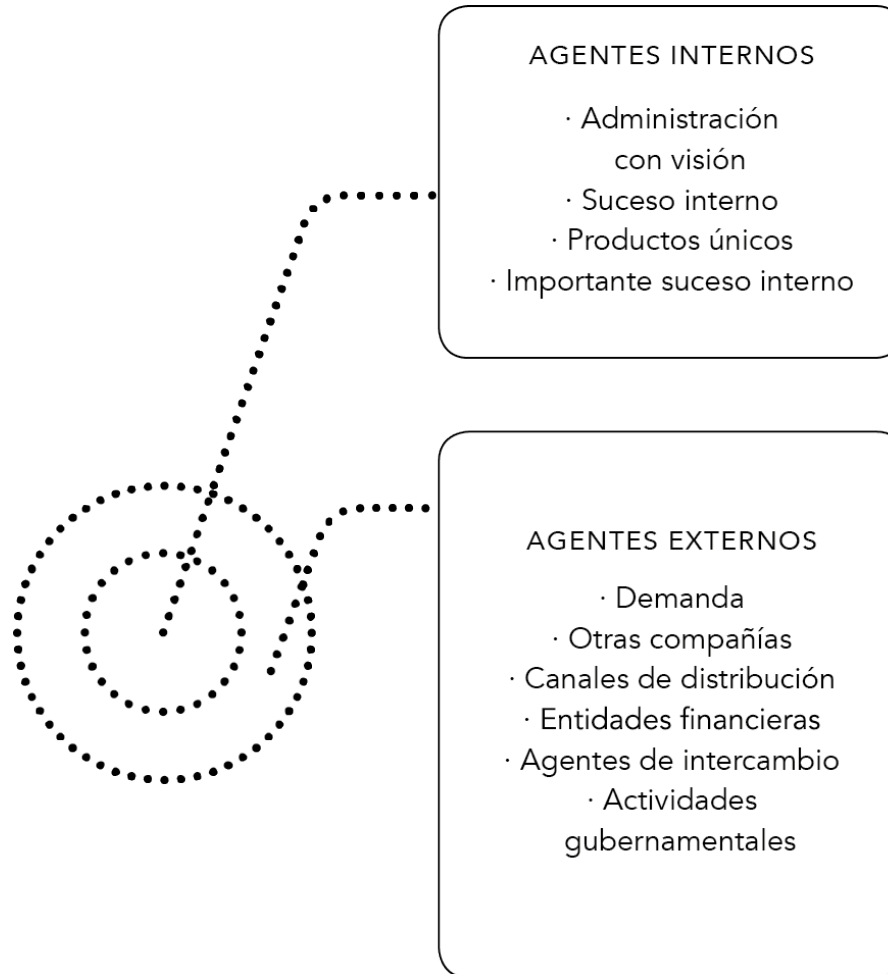 AGENTES INTERNOS
· Administración
con visión
· Suceso interno
· Productos únicos
· Importante suceso interno
AGENTES EXTERNOS
· Demanda
· Otras compañías
· Canales de distribución
· Entidades financieras
· Agentes de intercambio
· Actividades
gubernamentales